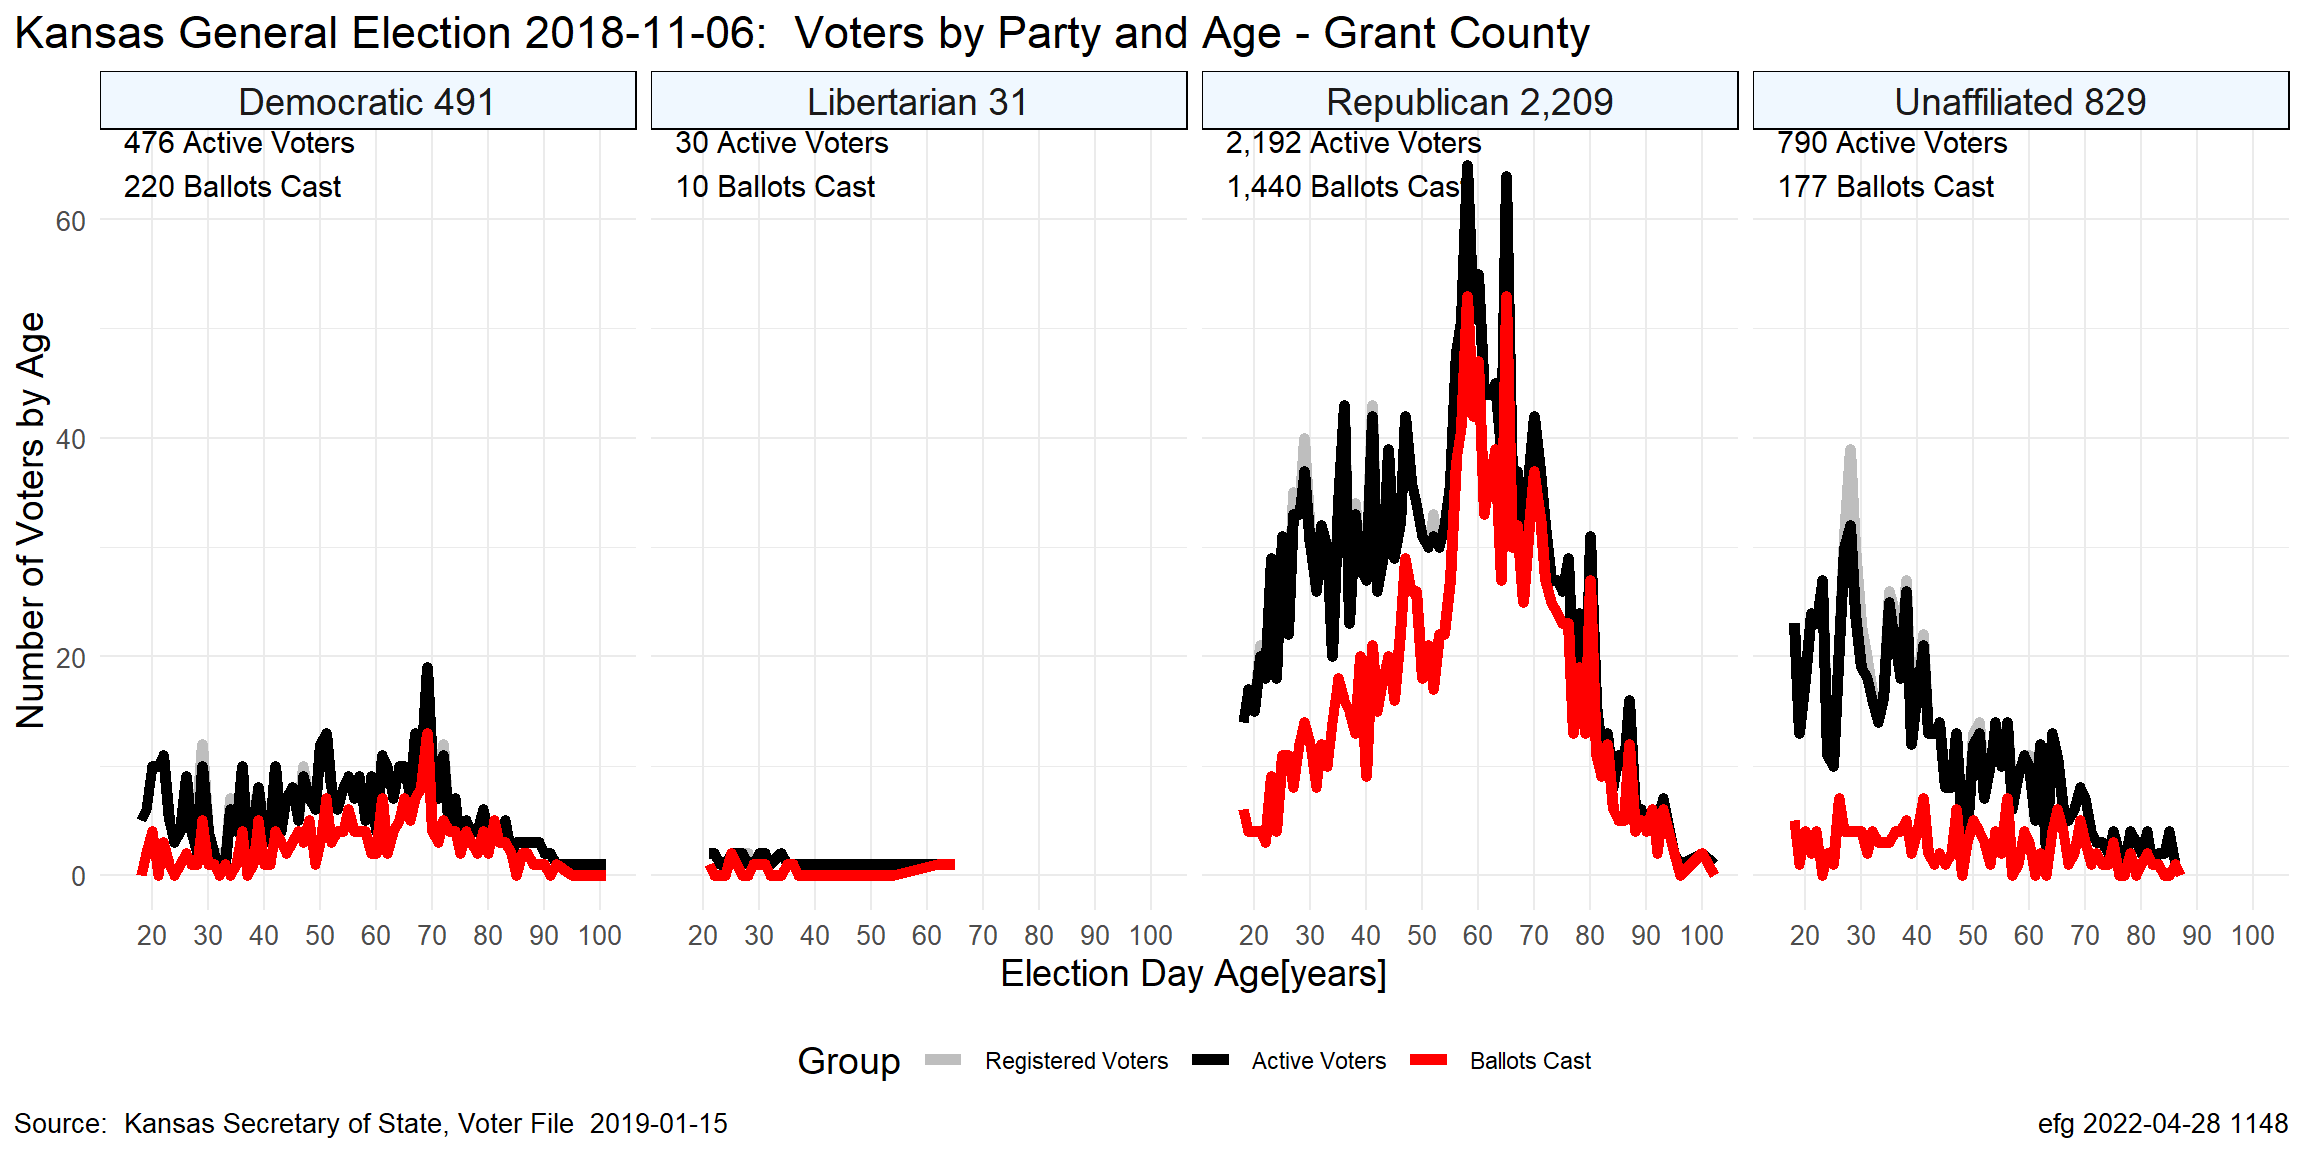 Kansas General Election 2018-11-06:  Voters by Party and Age - Grant County
Democratic 491
Libertarian 31
Republican 2,209
Unaffiliated 829
476 Active Voters
220 Ballots Cast
30 Active Voters
10 Ballots Cast
2,192 Active Voters
1,440 Ballots Cast
790 Active Voters
177 Ballots Cast
Number of Voters by Age
60
40
20
0
20 30 40 50 60 70 80 90 100
20 30 40 50 60 70 80 90 100
20 30 40 50 60 70 80 90 100
20 30 40 50 60 70 80 90 100
Election Day Age[years]
Group Registered Voters Active Voters Ballots Cast
Source:  Kansas Secretary of State, Voter File  2019-01-15
efg 2022-04-28 1148